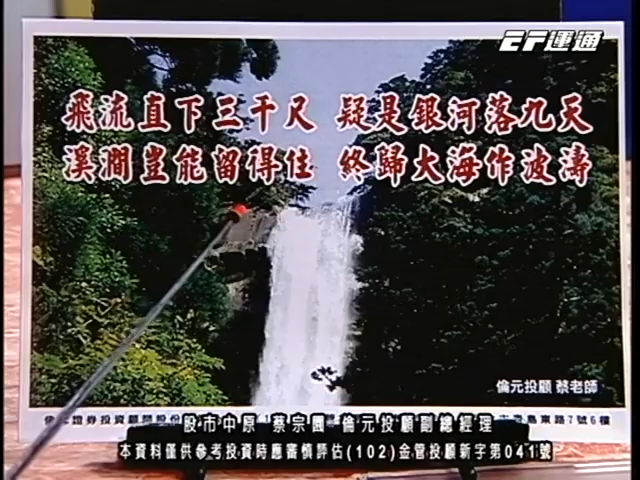 EF運通
飛流直下三千尺 疑是銀河落九天
溪澗豈能留得住 終歸大海作波濤
倫元投顧 蔡老師
股市中原 蔡宗園 倫元投顧副總經理
本資料僅供參考投資時應審慎評估(102)金管投顧新字第041號